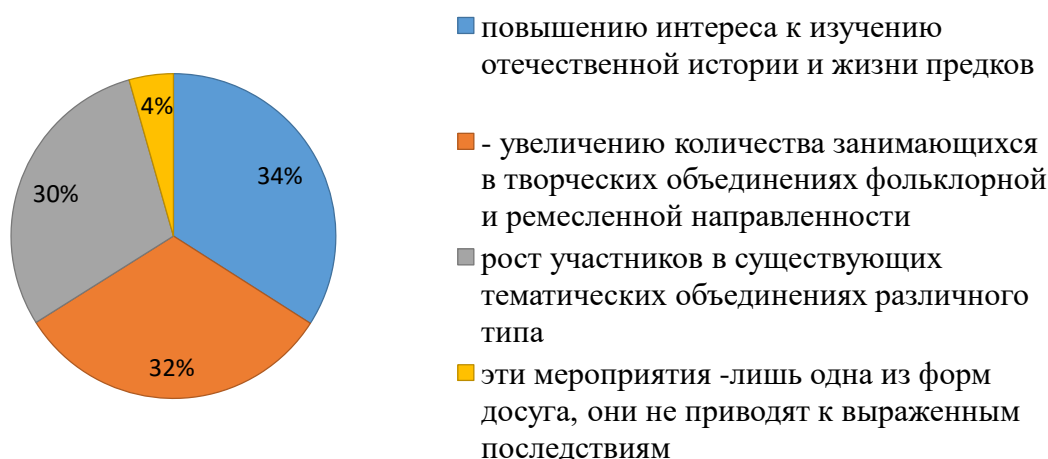 повышению интереса к изучению
отечественной истории и жизни предков
- увеличению количества занимающихся
в творческих объединениях фольклорной
и ремесленной направленности
рост участников в существующих
тематических объединениях различного
типа
эти мероприятия -лишь одна из форм
досуга, они не приводят к выраженным
последствиям
4%
34%
30%
32%